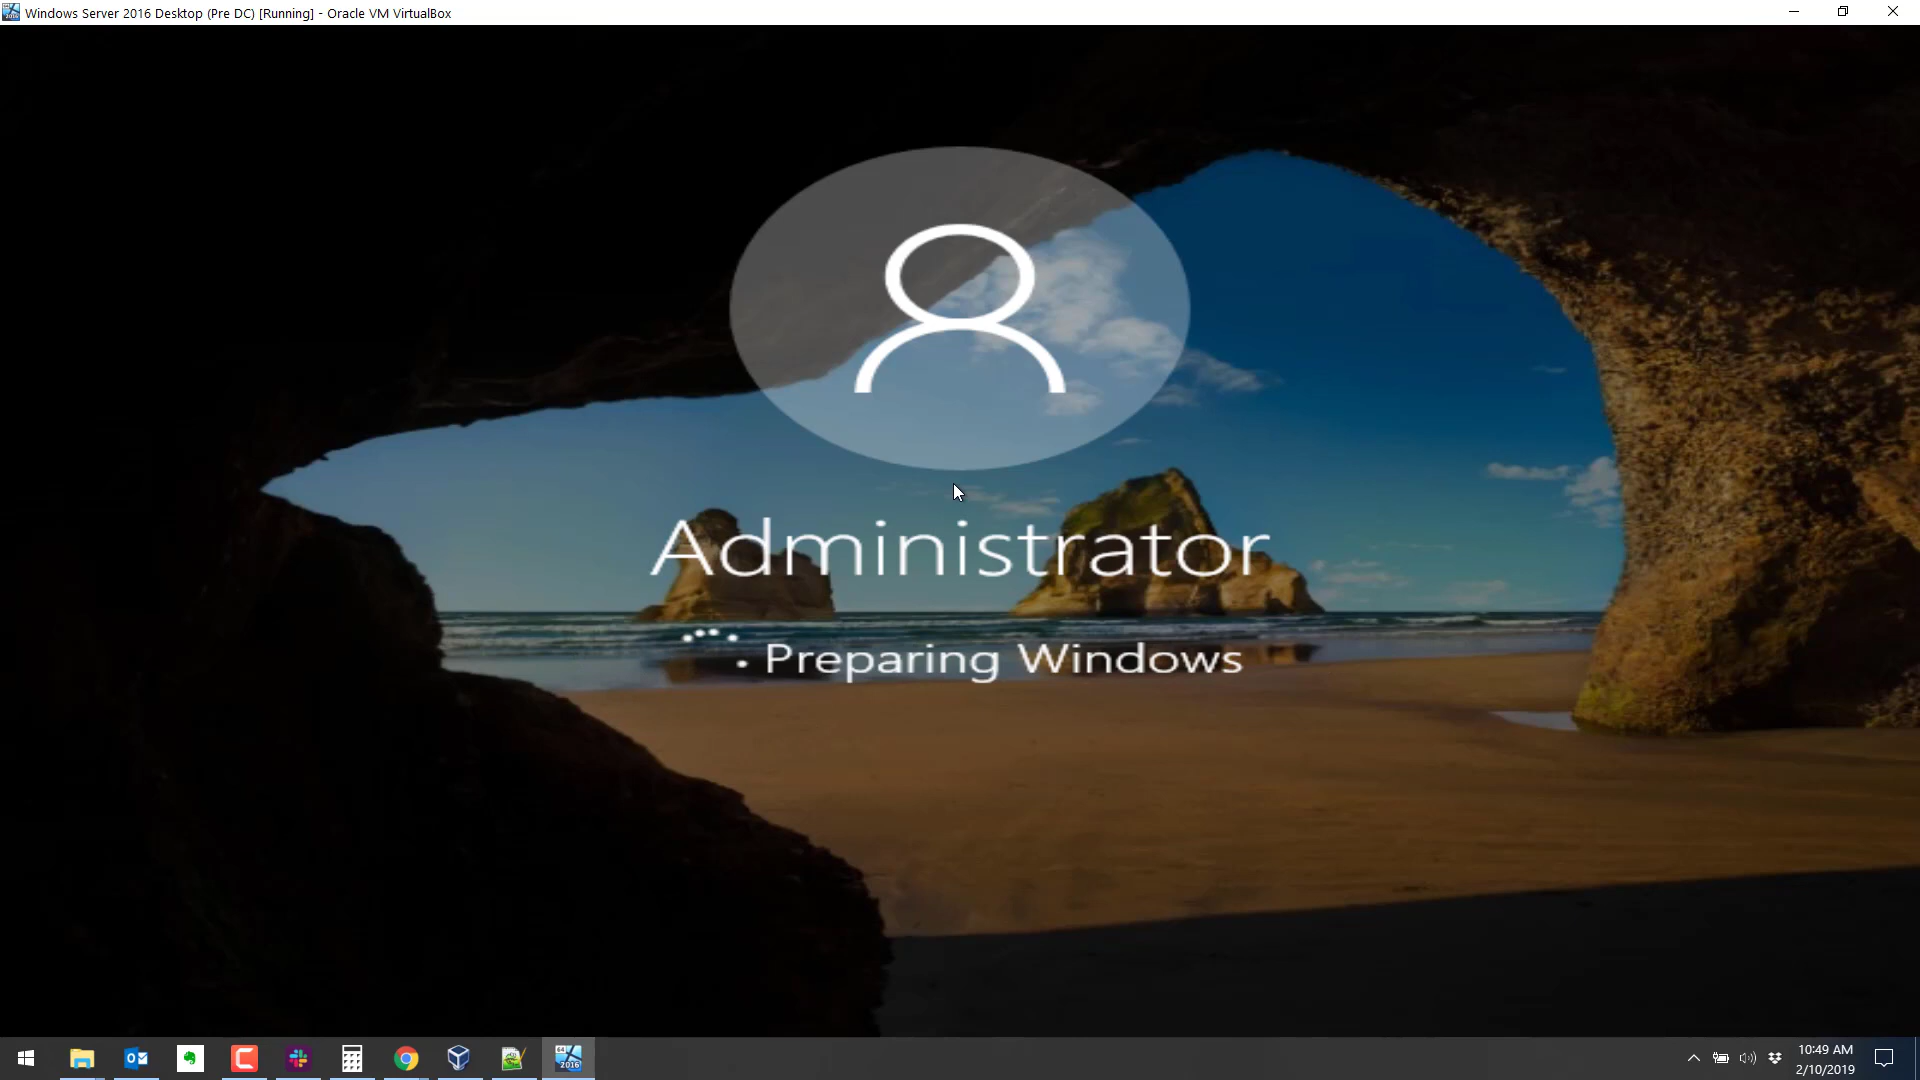 Windows Server 2016 Desktop (Pre DC) [Running] - Oracle VM VirtualBox
Administrator
Preparing Windows
10:49 AM
2/10/2019